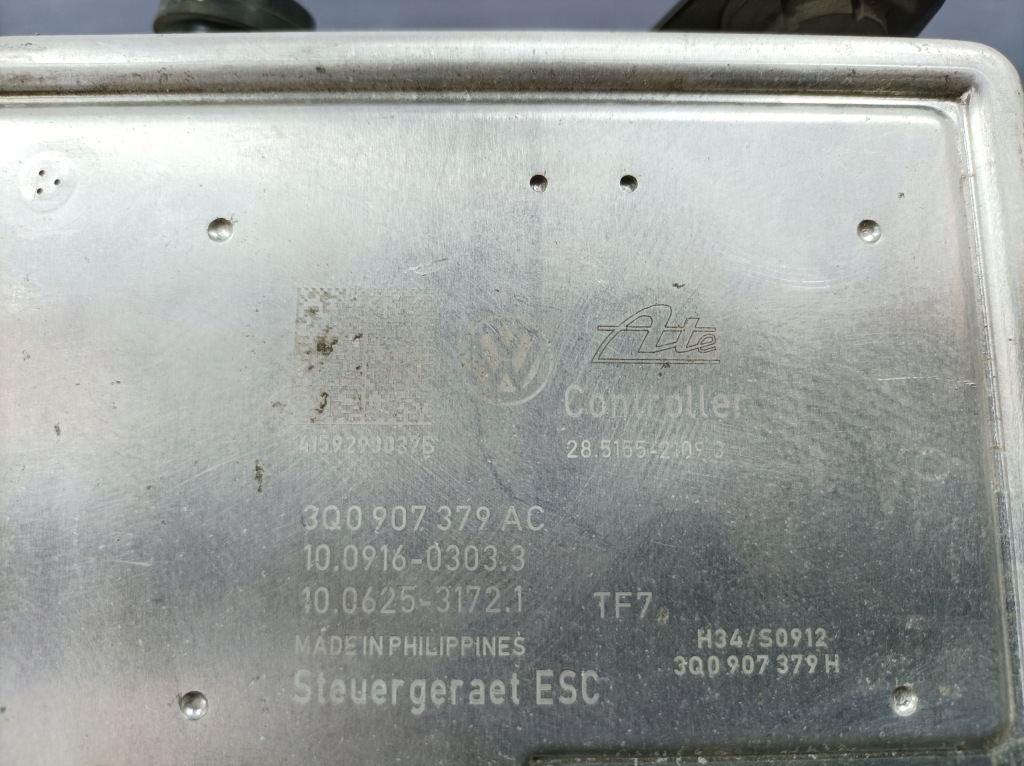 Ate
Controller
28.5155-2109.3
3Q0 907 379 AC
10.0916-0303.3
10.0625-3172.1
TF7
MADE IN PHILIPPINES
H34/S0912
3Q0 907 379 H
Steuergeraet ESC